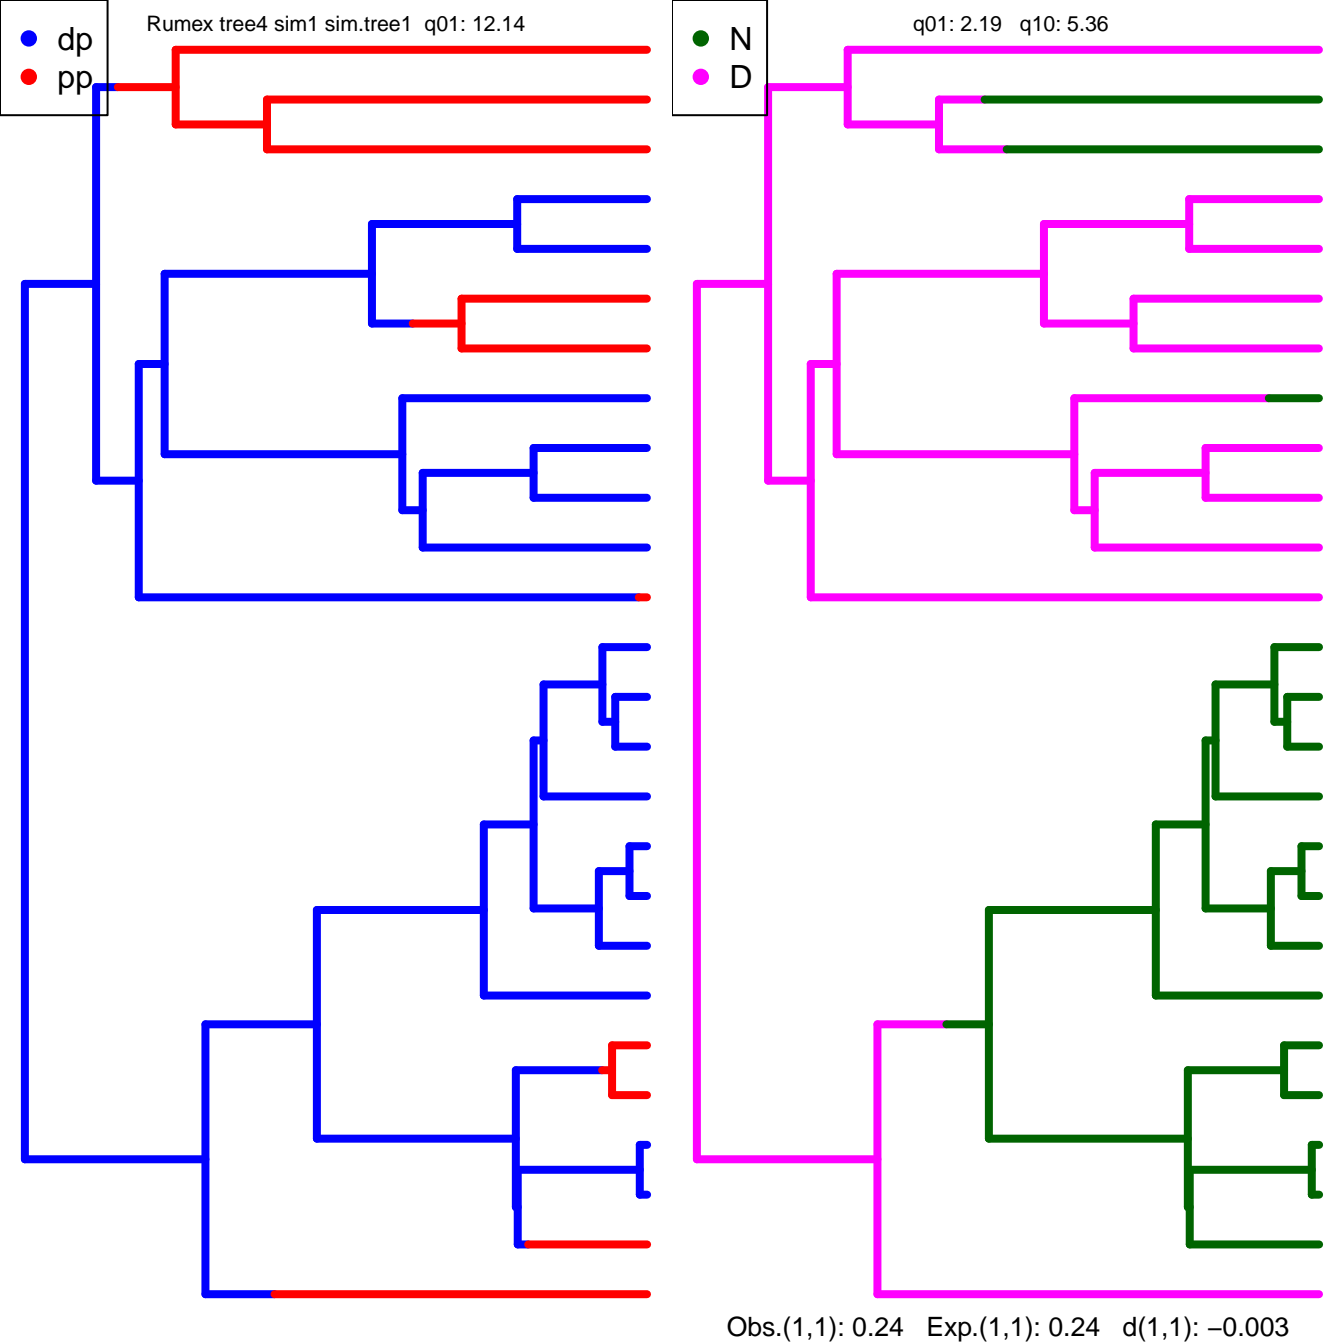 Rumex tree4 sim1 sim.tree1 q01: 12.14
dp
pp
q01: 2.19 q10: 5.36
N
D
Obs.(1,1): 0.24 Exp.(1,1): 0.24 d(1,1): −0.003